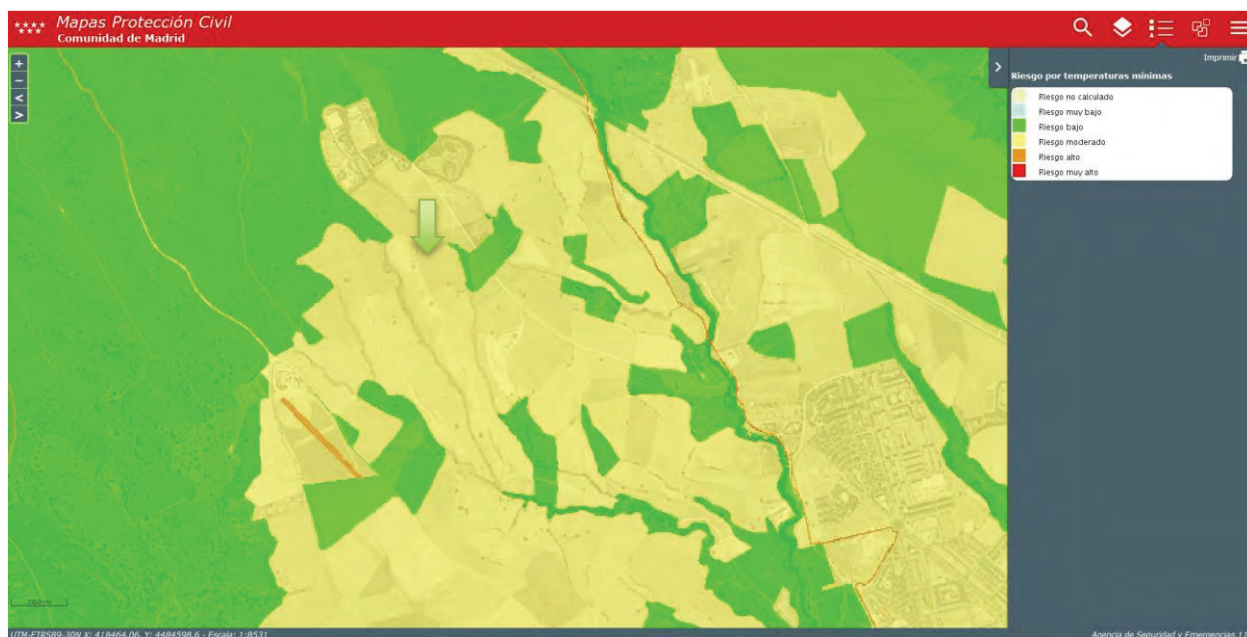 Mapas Protección Civil
Comunidad de Madrid
Imprimir
Riesgo por temperaturas mínimas
Riesgo no calculado
Riesgo muy bajo
Riesgo bajo
Riesgo moderado
Riesgo alto
Riesgo muy alto
+
−
<
>
>
200 m
UTM-ETRS89-30N X: 418464.06, Y: 4484598.6 - Escala: 1:8531
Agencia de Seguridad y Emergencias